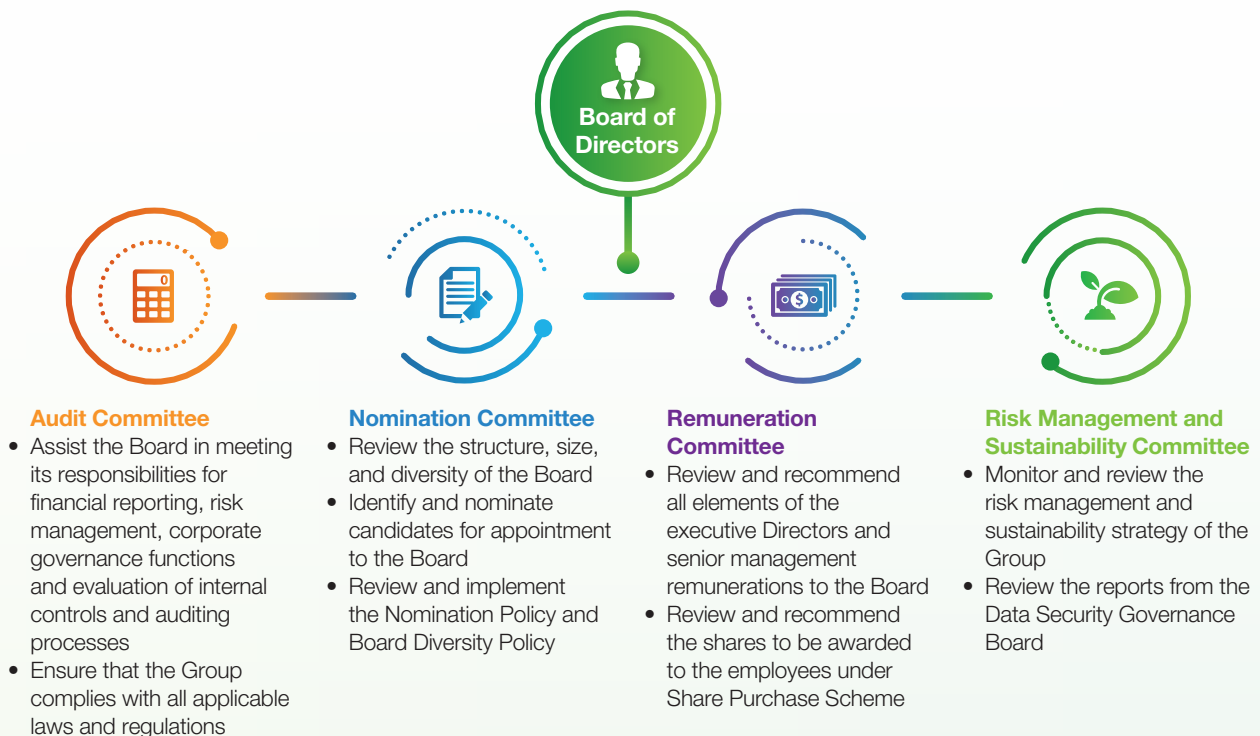 Board of
Directors
0
$
Audit Committee
• Assist the Board in meeting
its responsibilities for
financial reporting, risk
management, corporate
governance functions
and evaluation of internal
controls and auditing
processes
• Ensure that the Group
complies with all applicable
laws and regulations
Nomination Committee
• Review the structure, size,
and diversity of the Board
• Identify and nominate
candidates for appointment
to the Board
• Review and implement
the Nomination Policy and
Board Diversity Policy
Remuneration
Committee
• Review and recommend
all elements of the
executive Directors and
senior management
remunerations to the Board
• Review and recommend
the shares to be awarded
to the employees under
Share Purchase Scheme
Risk Management and
Sustainability Committee
• Monitor and review the
risk management and
sustainability strategy of the
Group
• Review the reports from the
Data Security Governance
Board